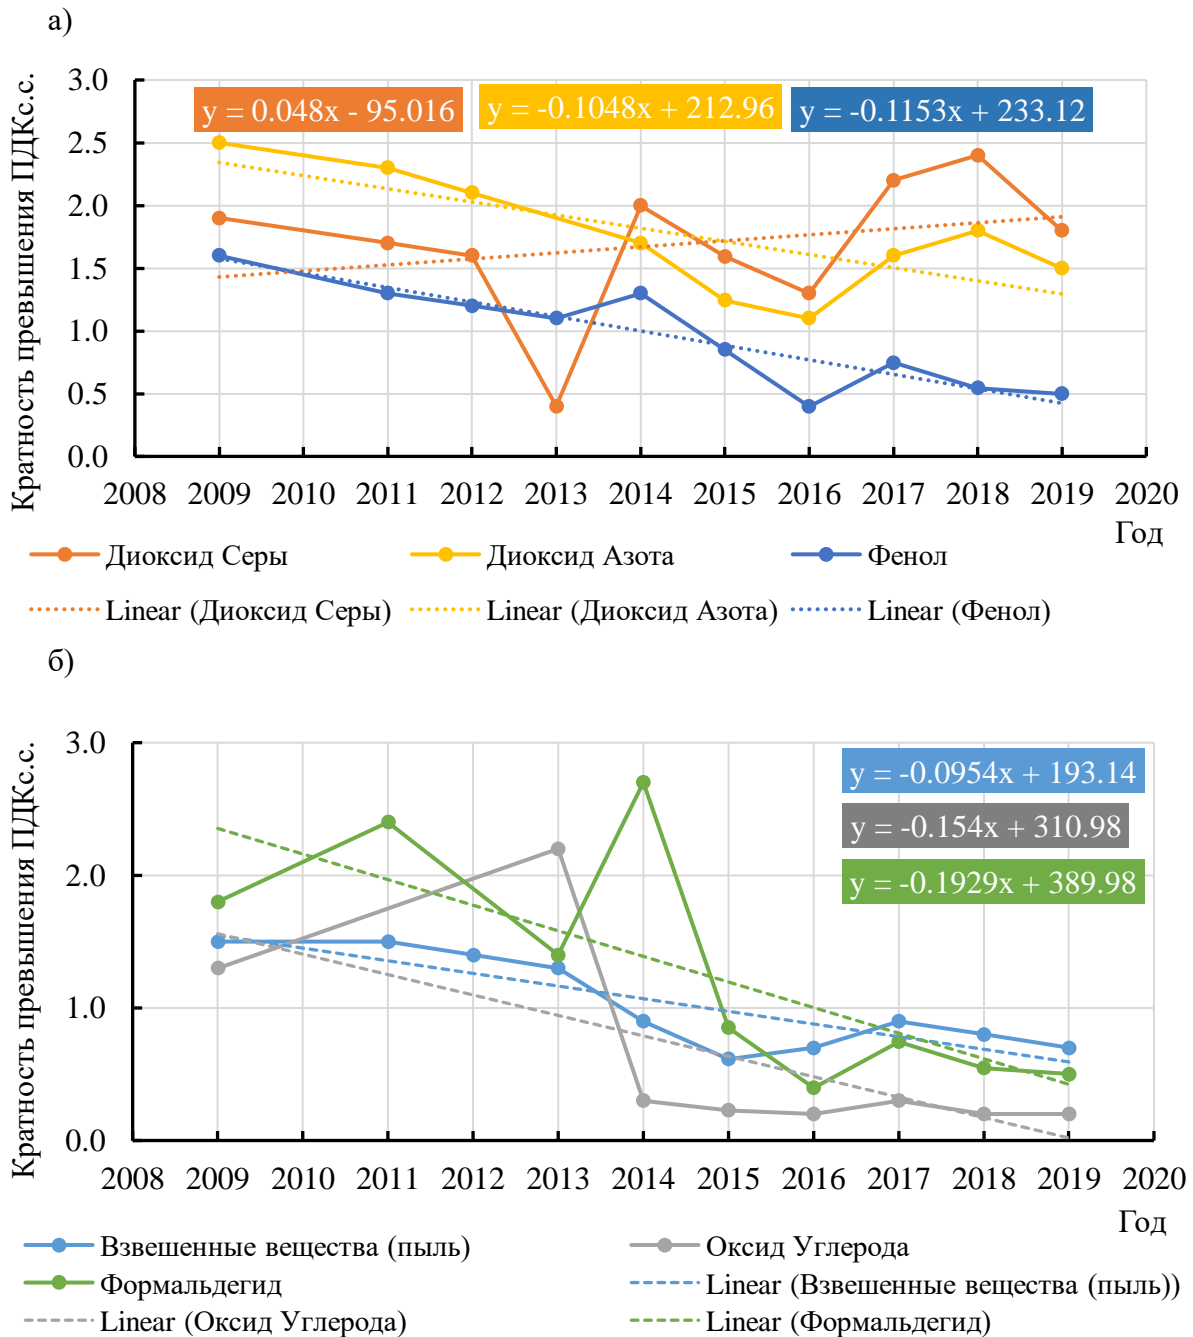 а)
Кратность превышения ПДКс.с.
3.0
2.5
2.0
1.5
1.0
0.5
0.0
y = 0.048x - 95.016
y = -0.1048x + 212.96
y = -0.1153x + 233.12
2008 2009 2010 2011 2012 2013 2014 2015 2016 2017 2018 2019 2020
Год
Диоксид Серы Диоксид Азота Фенол
Linear (Диоксид Серы) Linear (Диоксид Азота) Linear (Фенол)
б)
Кратность превышения ПДКс.с.
3.0
2.0
1.0
0.0
y = -0.0954x + 193.14
y = -0.154x + 310.98
y = -0.1929x + 389.98
2008 2009 2010 2011 2012 2013 2014 2015 2016 2017 2018 2019 2020
Год
Взвешенные вещества (пыль) Оксид Углерода
Формальдегид Linear (Взвешенные вещества (пыль))
Linear (Оксид Углерода) Linear (Формальдегид)